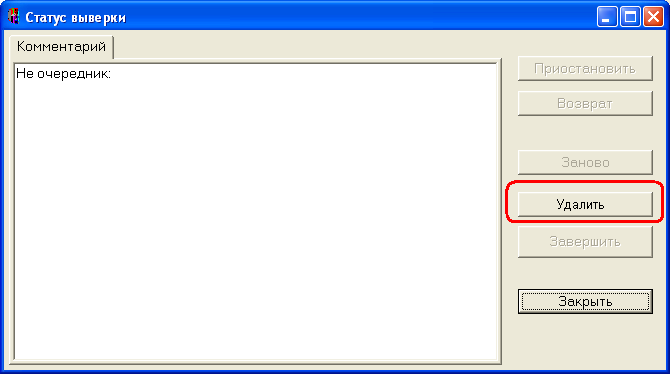 Статус выверки
Комментарий
Не очередник:
Приостановить
Возврат
Заново
Удалить
Завершить
Закрыть